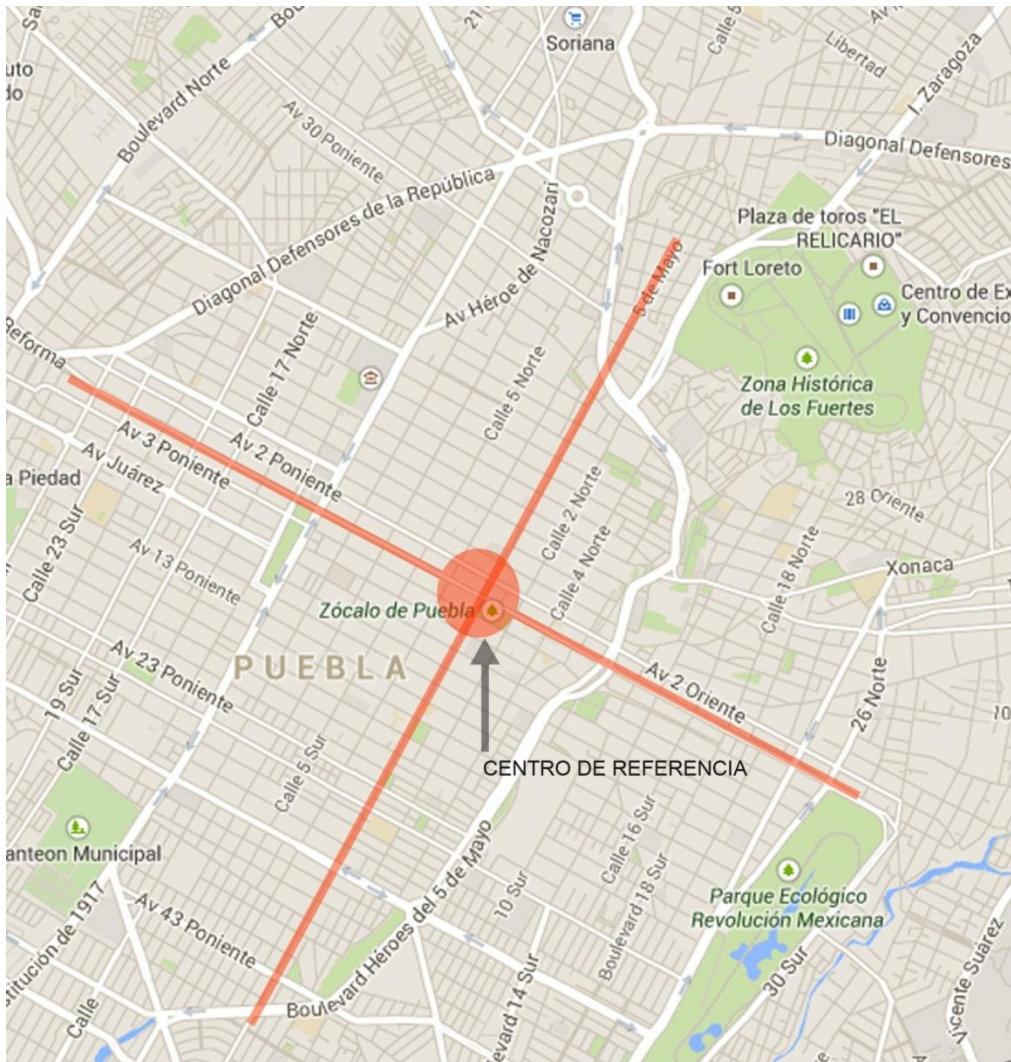 Soriana
Libertad
I. Zaragoza
Boulevard Norte
Av 30 Poniente
Diagonal Defensores
Diagonal Defensores de la República
Av Héroe de Nacozari
Plaza de toros "EL
RELICARIO"
5 de Mayo
Fort Loreto
Centro de Ex
y Convencio
Reforma
Calle 17 Norte
Calle 5 Norte
Zona Histórica
de Los Fuertes
Av 3 Poniente
Av 2 Poniente
Av Juárez
a Piedad
Calle 23 Sur
Av 13 Poniente
Calle 2 Norte
Calle 4 Norte
28 Oriente
Calle 18 Norte
Xonaca
Zócalo de Puebla
PUEBLA
Av 23 Poniente
19 Sur
Calle 17 Sur
Av 2 Oriente
26 Norte
CENTRO DE REFERENCIA
Calle 5 Sur
Calle 16 Sur
10 Sur
Boulevard 18 Sur
anteon Municipal
Parque Ecológico
Revolución Mexicana
Av 43 Poniente
stitución de 1917
Calle
Boulevard Héroes del 5 de Mayo
evard 14 Sur
30 Sur
Vicente Suárez